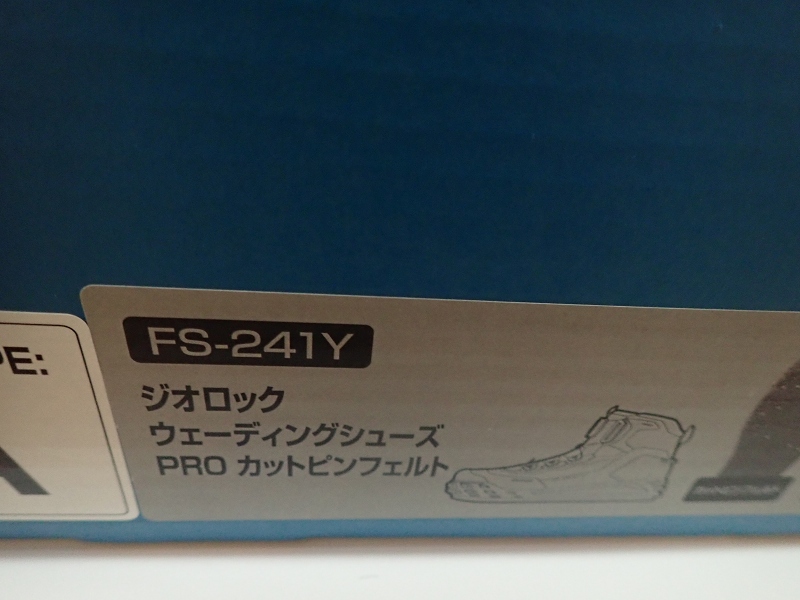 PE:
A
FS-241Y
ジオロック
ウェーディングシューズ
PRO カットピンフェルト